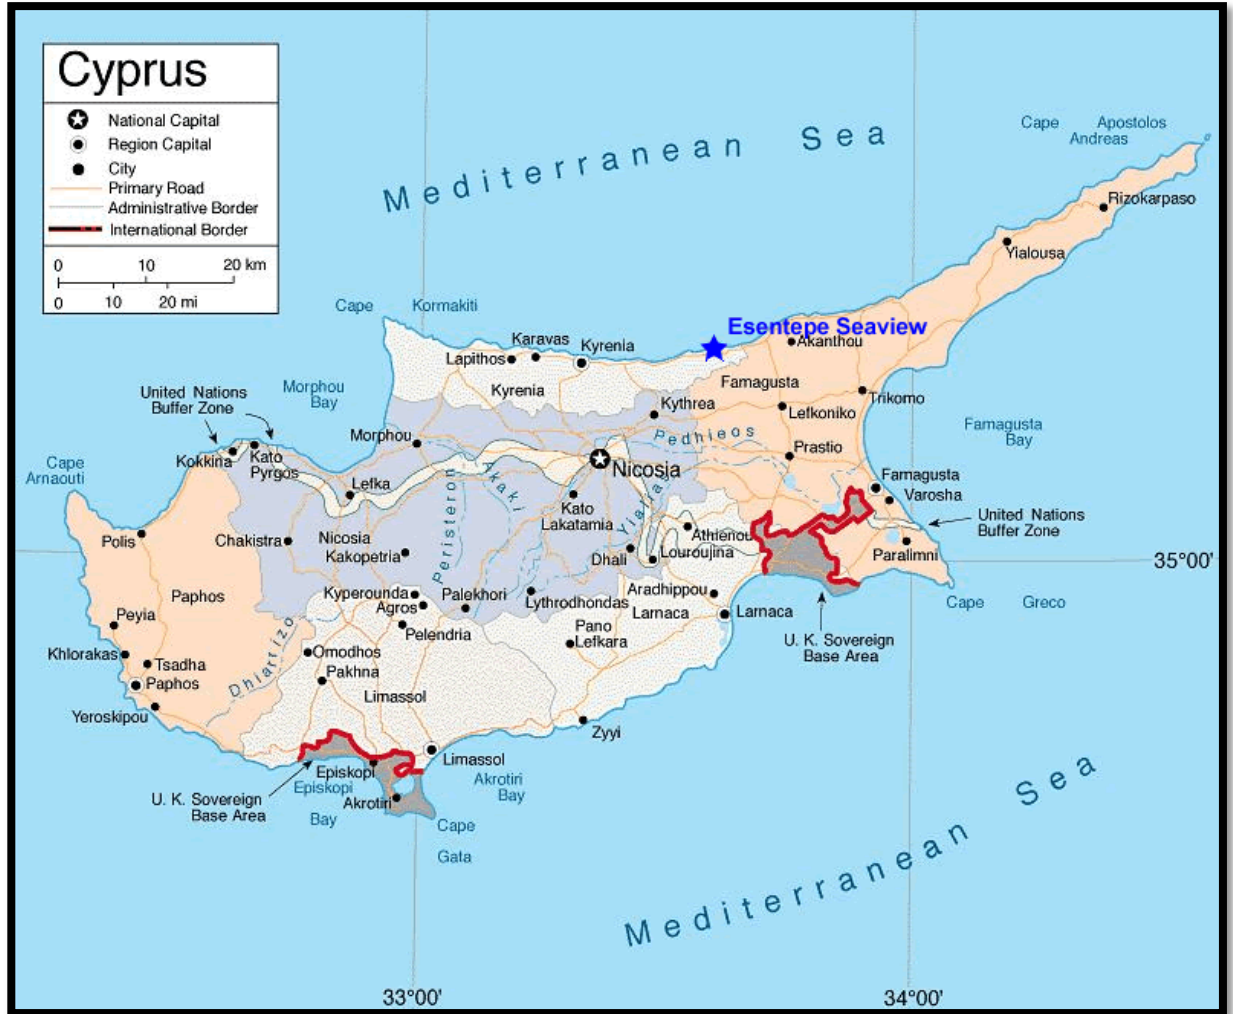 Cyprus
National Capital
Region Capital
City
Primary Road
Administrative Border
International Border
0 10 20 km
0 10 20 mi
Mediterranean Sea
Cape Apostolos
Andreas
Rizokarpaso
Yialousa
Cape Kormakiti
Esentepe Seaview
Akanthou
Karavas
Kyrenia
Lapithos
Kyrenia
Famagusta
Trikomo
Lefkoniko
Kythrea
Pedhieos
Prastio
Famagusta
Bay
United Nations
Buffer Zone
Morphou
Bay
Morphou
Kokkina
Kato
Pyrgos
Cape
Arnaouti
Lefka
Nicosia
Peristeron
Akaki
Yialias
Kato
Lakatamia
Famagusta
Varosha
United Nations
Buffer Zone
Polis
Chakistra
Nicosia
Kakopetria
Dhali
Louroujina
Athienou
Paralimni
35°00'
Paphos
Peyia
Kyperounda
Agros
Palekhori
Lythrodhondas
Aradhippou
Larnaca
Larnaca
Cape Greco
Pelendria
Pano
Lefkara
U. K. Sovereign
Base Area
Khlorakas
Tsadha
Paphos
Yeroskipou
Dhiartizo
Omodhos
Pakhna
Limassol
Zyyi
Limassol
Episkopi
Episkopi
Bay
Akrotiri
Akrotiri
Bay
U. K. Sovereign
Base Area
Cape
Gata
Mediterranean Sea
33°00'
34°00'